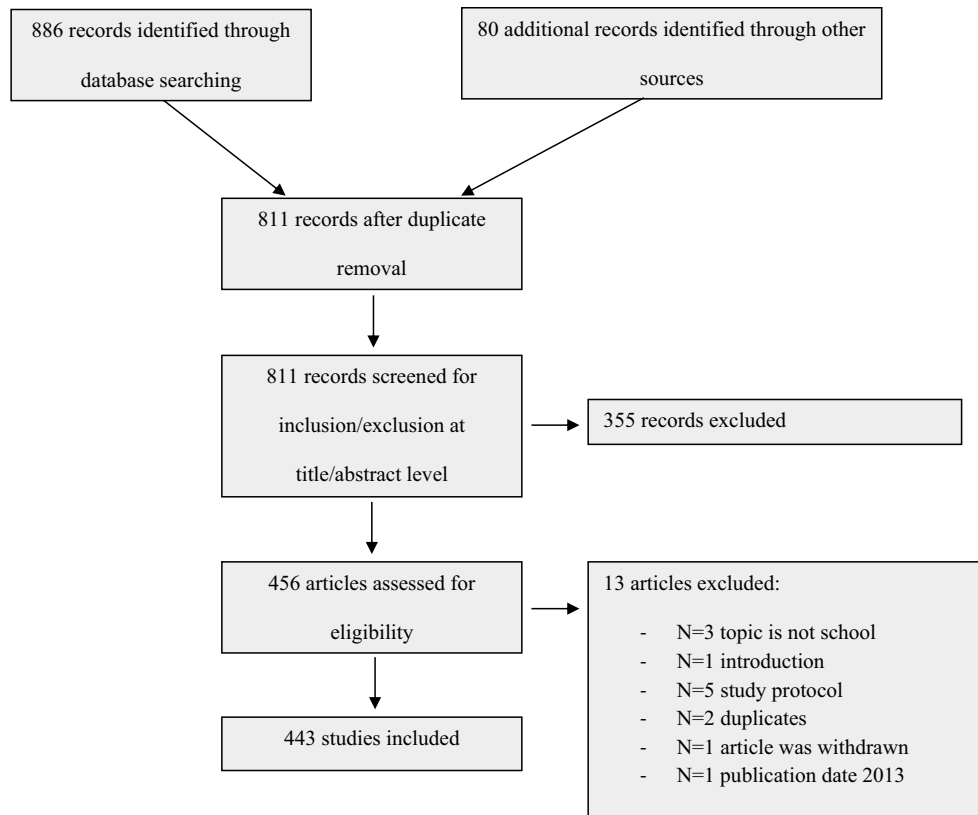 886 records identified through
database searching
80 additional records identified through other
sources
811 records after duplicate
removal
811 records screened for
inclusion/exclusion at
title/abstract level
355 records excluded
456 articles assessed for
eligibility
13 articles excluded:
- N=3 topic is not school
- N=1 introduction
- N=5 study protocol
- N=2 duplicates
- N=1 article was withdrawn
- N=1 publication date 2013
443 studies included